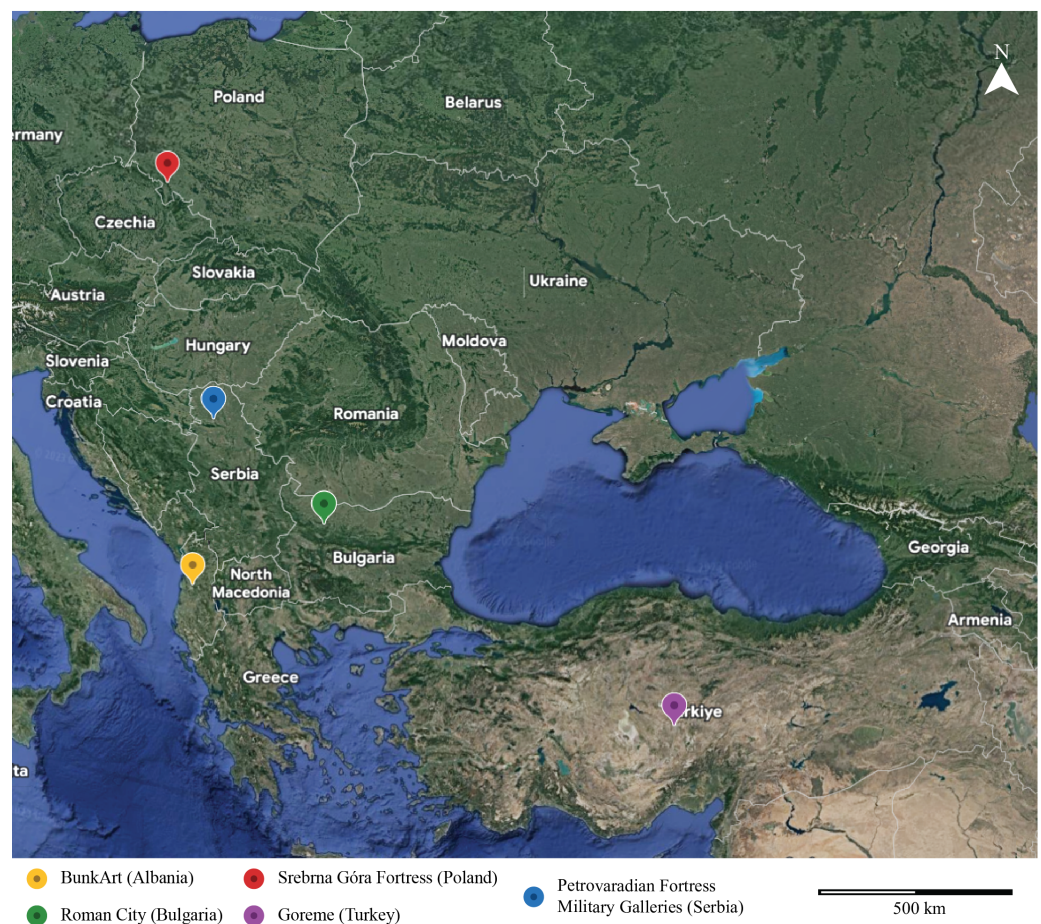 N
Poland
Belarus
ermany
Czechia
Slovakia
Ukraine
Austria
Hungary
Moldova
Slovenia
Croatia
Romania
Serbia
Bulgaria
Georgia
North
Macedonia
Armenia
Greece
rkiye
ta
BunkArt (Albania)
Srebrna Góra Fortress (Poland)
Petrovaradian Fortress
Military Galleries (Serbia)
Roman City (Bulgaria)
Goreme (Turkey)
500 km